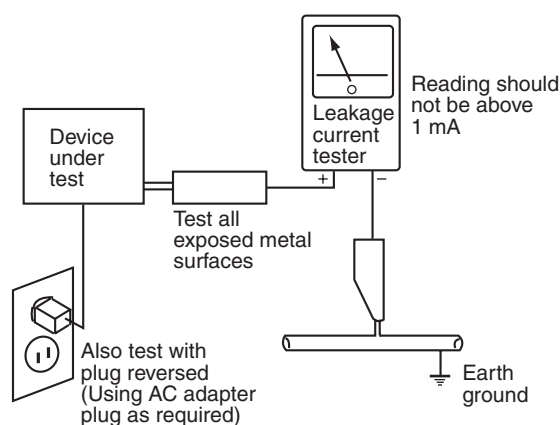 Device
under
test
Leakage
current
tester
+ −
Reading should
not be above
1 mA
Test all
exposed metal
surfaces
Also test with
plug reversed
(Using AC adapter
plug as required)
Earth
ground